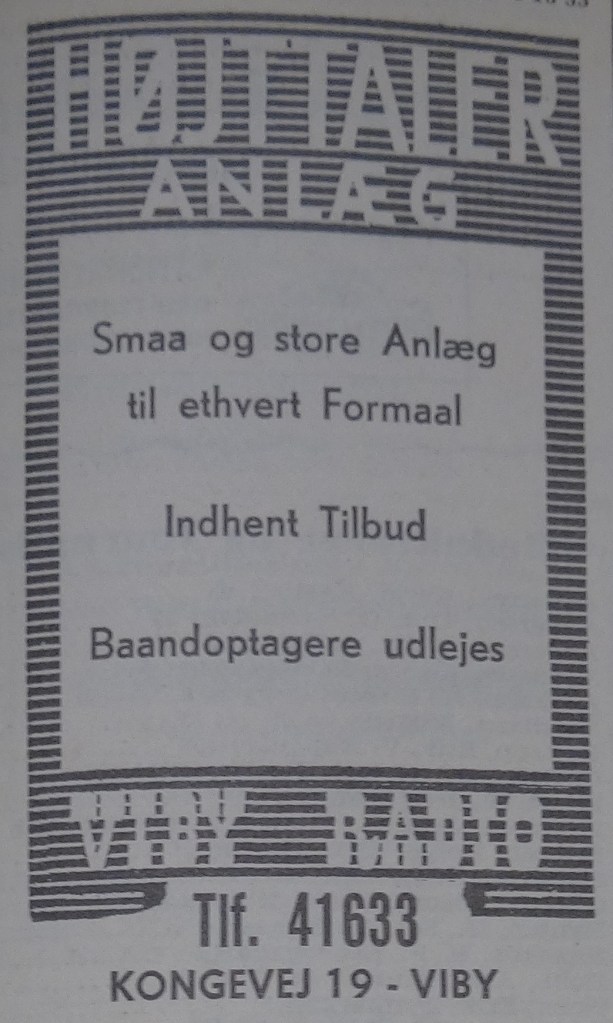 HØJTTALER
ANLÆG
Smaa og store Anlæg
til ethvert Formaal
Indhent Tilbud
Baandoptagere udlejes
VIBY RADIO
Tlf. 41633
KONGEVEJ 19 - VIBY